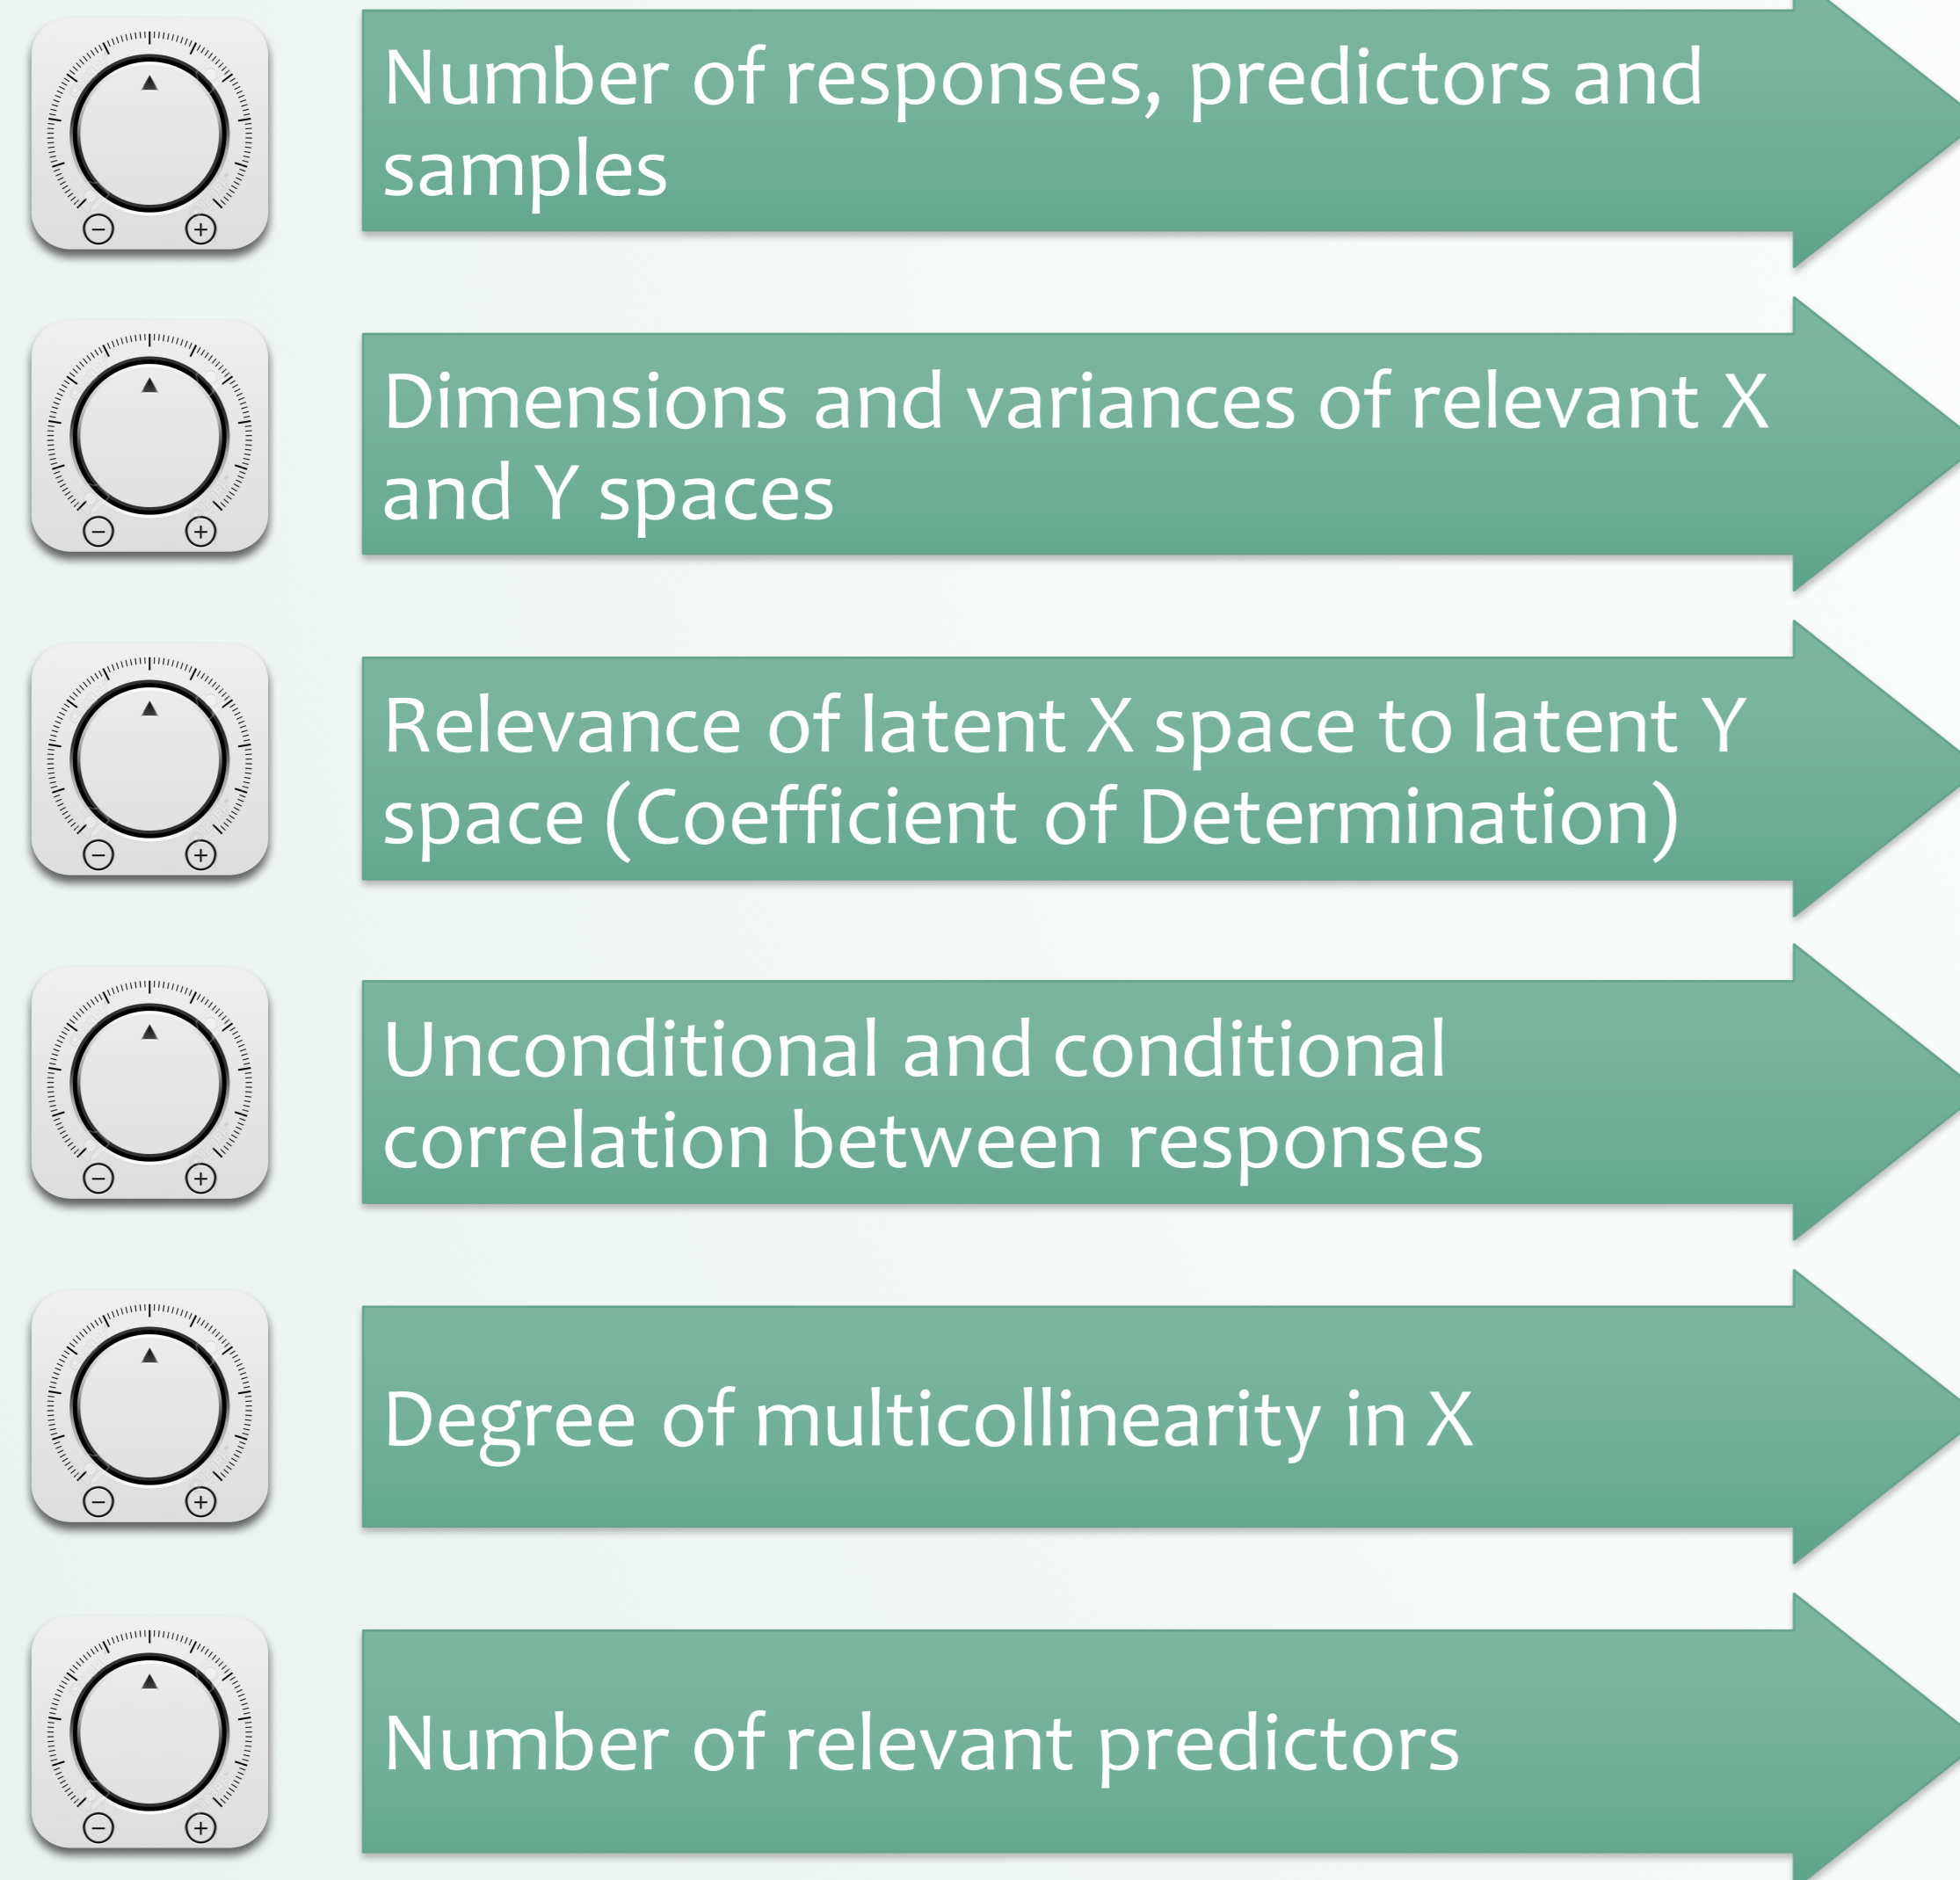 Number of responses, predictors and
samples
Dimensions and variances of relevant X
and Y spaces
Relevance of latent X space to latent Y
space (Coefficient of Determination)
Unconditional and conditional
correlation between responses
Degree of multicollinearity in X
Number of relevant predictors